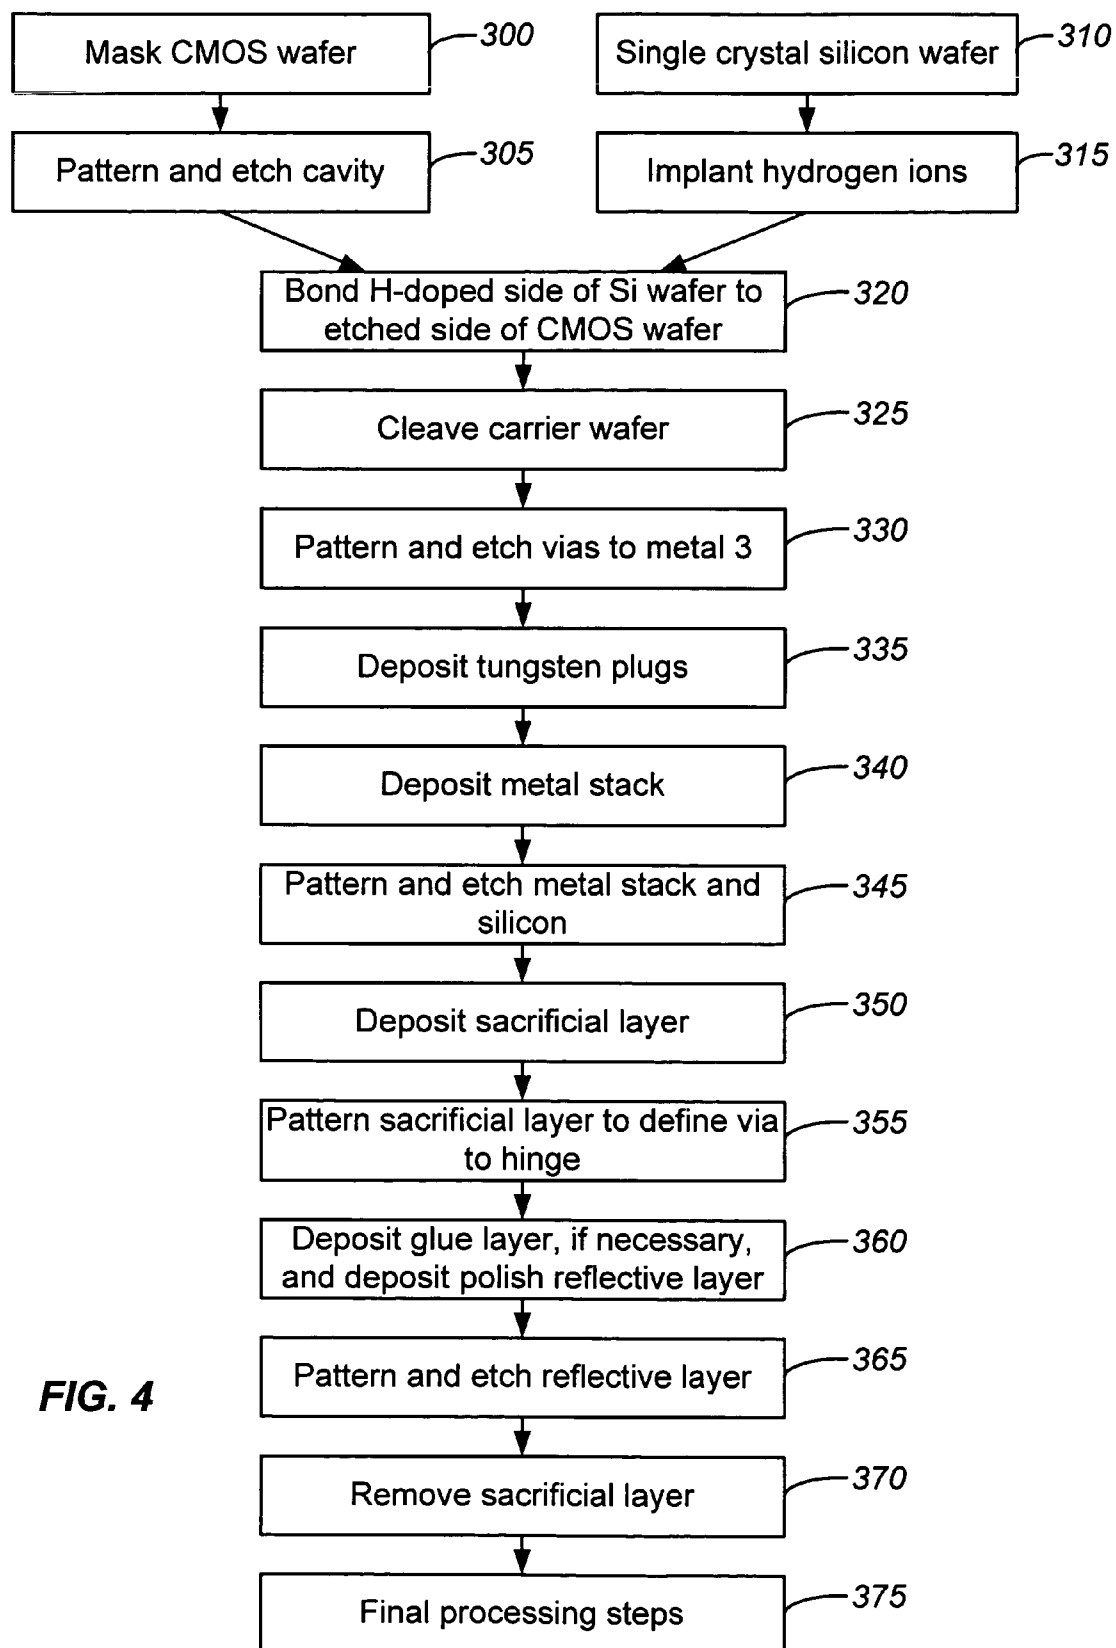 Mask CMOS wafer
300
Single crystal silicon wafer
310
Pattern and etch cavity
305
Implant hydrogen ions
315
Bond H-doped side of Si wafer to
etched side of CMOS wafer
320
Cleave carrier wafer
325
Pattern and etch vias to metal 3
330
Deposit tungsten plugs
335
Deposit metal stack
340
Pattern and etch metal stack and
silicon
345
Deposit sacrificial layer
350
Pattern sacrificial layer to define via
to hinge
355
Deposit glue layer, if necessary,
and deposit polish reflective layer
360
Pattern and etch reflective layer
365
FIG. 4
Remove sacrificial layer
370
Final processing steps
375